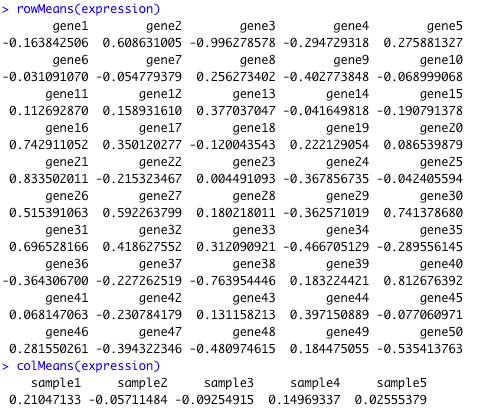 > rowMeans(expression)
gene1 gene2 gene3 gene4 gene5
-0.163842506 0.608631005 -0.996278578 -0.294729318 0.275881327
gene6 gene7 gene8 gene9 gene10
-0.031091070 -0.054779379 0.256273402 -0.402773848 -0.068999068
gene11 gene12 gene13 gene14 gene15
0.112692870 0.158931610 0.377037047 -0.041649818 -0.190791378
gene16 gene17 gene18 gene19 gene20
0.742911052 0.350120277 -0.120043543 0.222129054 0.086539879
gene21 gene22 gene23 gene24 gene25
0.833502011 -0.215323467 0.004491093 -0.367856735 -0.042405594
gene26 gene27 gene28 gene29 gene30
0.515391063 0.592263799 0.180218011 -0.362571019 0.741378680
gene31 gene32 gene33 gene34 gene35
0.696528166 0.418627552 0.312090921 -0.466705129 -0.289556145
gene36 gene37 gene38 gene39 gene40
-0.364306700 -0.227262519 -0.763954446 0.183224421 0.812676392
gene41 gene42 gene43 gene44 gene45
0.068147063 -0.230784179 0.131158213 0.397150889 -0.077060971
gene46 gene47 gene48 gene49 gene50
0.281550261 -0.394322346 -0.480974615 0.184475055 -0.535413763
> colMeans(expression)
sample1 sample2 sample3 sample4 sample5
0.21047133 -0.05711484 -0.09254915 0.14969337 0.02555379